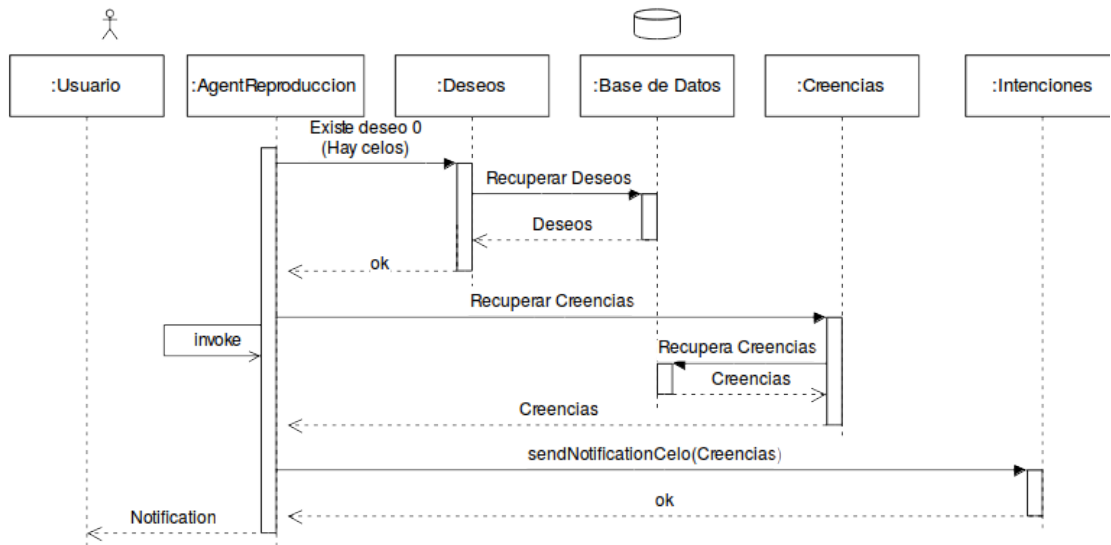 :Usuario
:AgentReproduccion
:Deseos
:Base de Datos
:Creencias
:Intenciones
Existe deseo 0
(Hay celos)
Recuperar Deseos
Deseos
ok
Recuperar Creencias
invoke
Recupera Creencias
Creencias
Creencias
sendNotificationCelo(Creencias)
ok
Notification